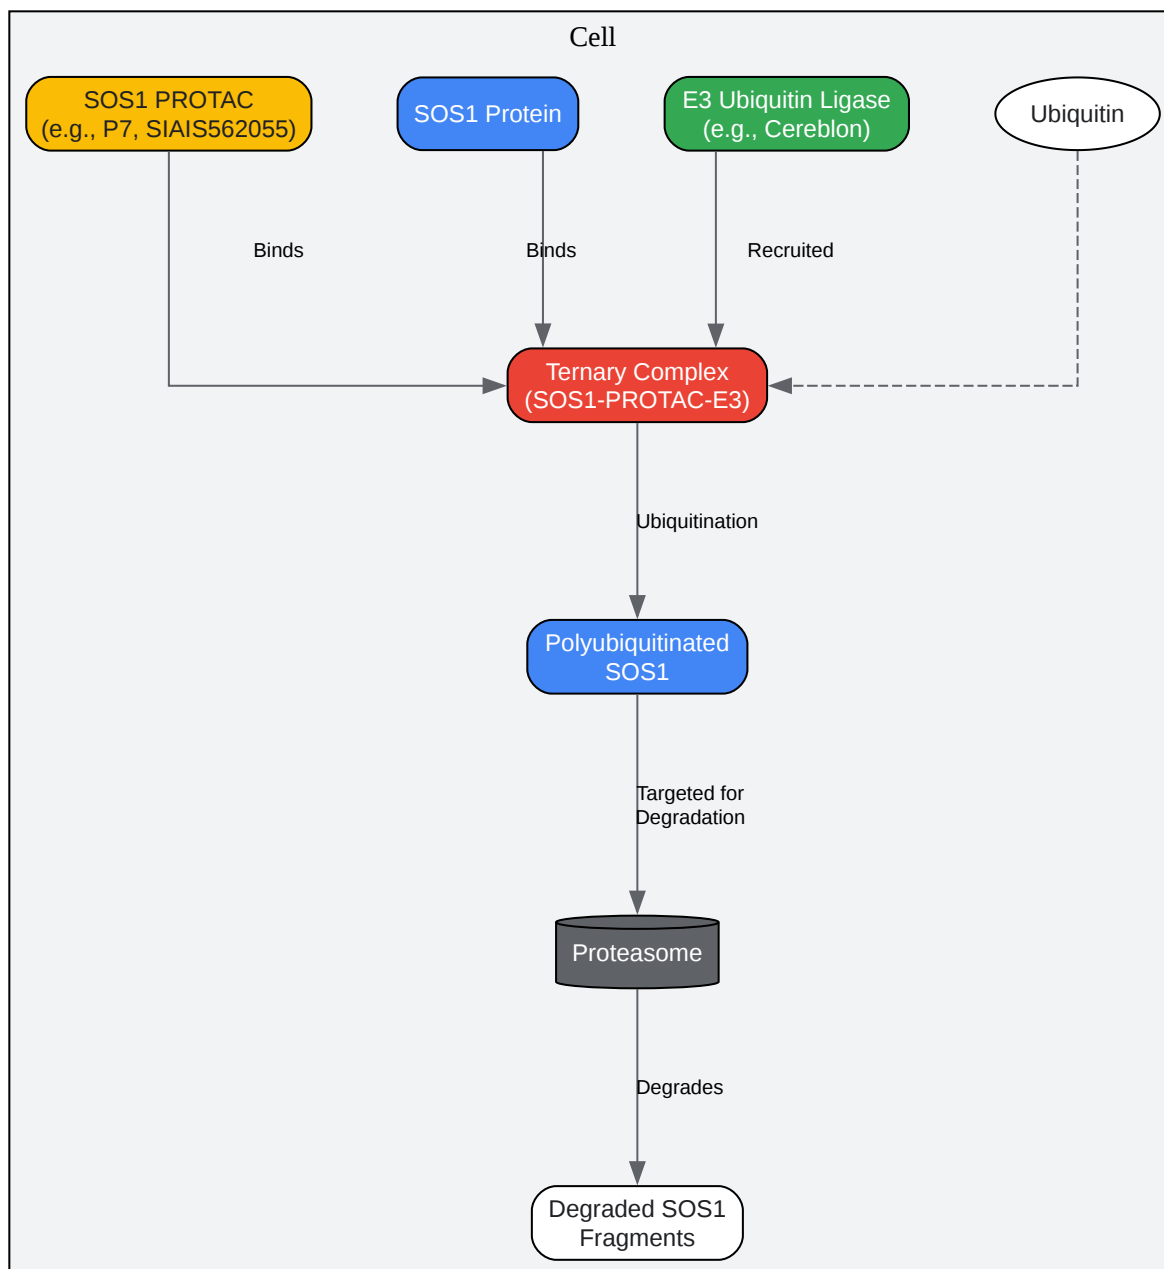 Cell
SOS1 PROTAC
(e.g., P7, SIAIS562055)
SOS1 Protein
E3 Ubiquitin Ligase
(e.g., Cereblon)
Ubiquitin
Binds
Binds
Recruited
Ternary Complex
(SOS1-PROTAC-E3)
Ubiquitination
Polyubiquitinated
SOS1
Targeted for
Degradation
Proteasome
Degrades
Degraded SOS1
Fragments